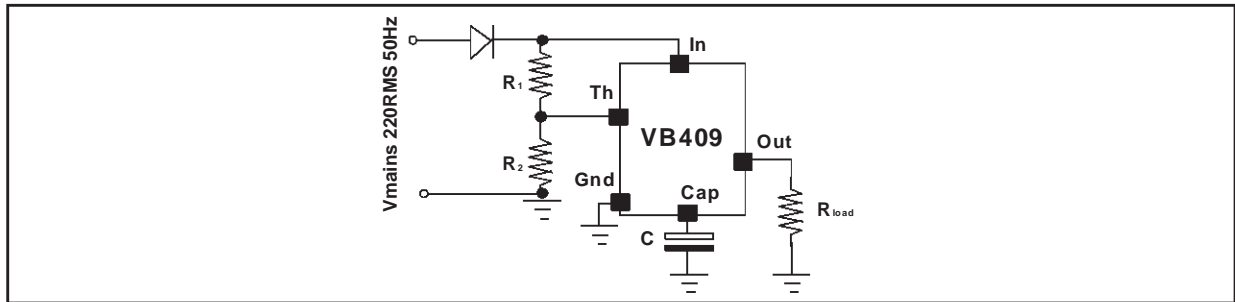 Vmains 220RMS 50Hz
In
R1
Th
VB409
Out
R2
Gnd
Cap
Rload
C